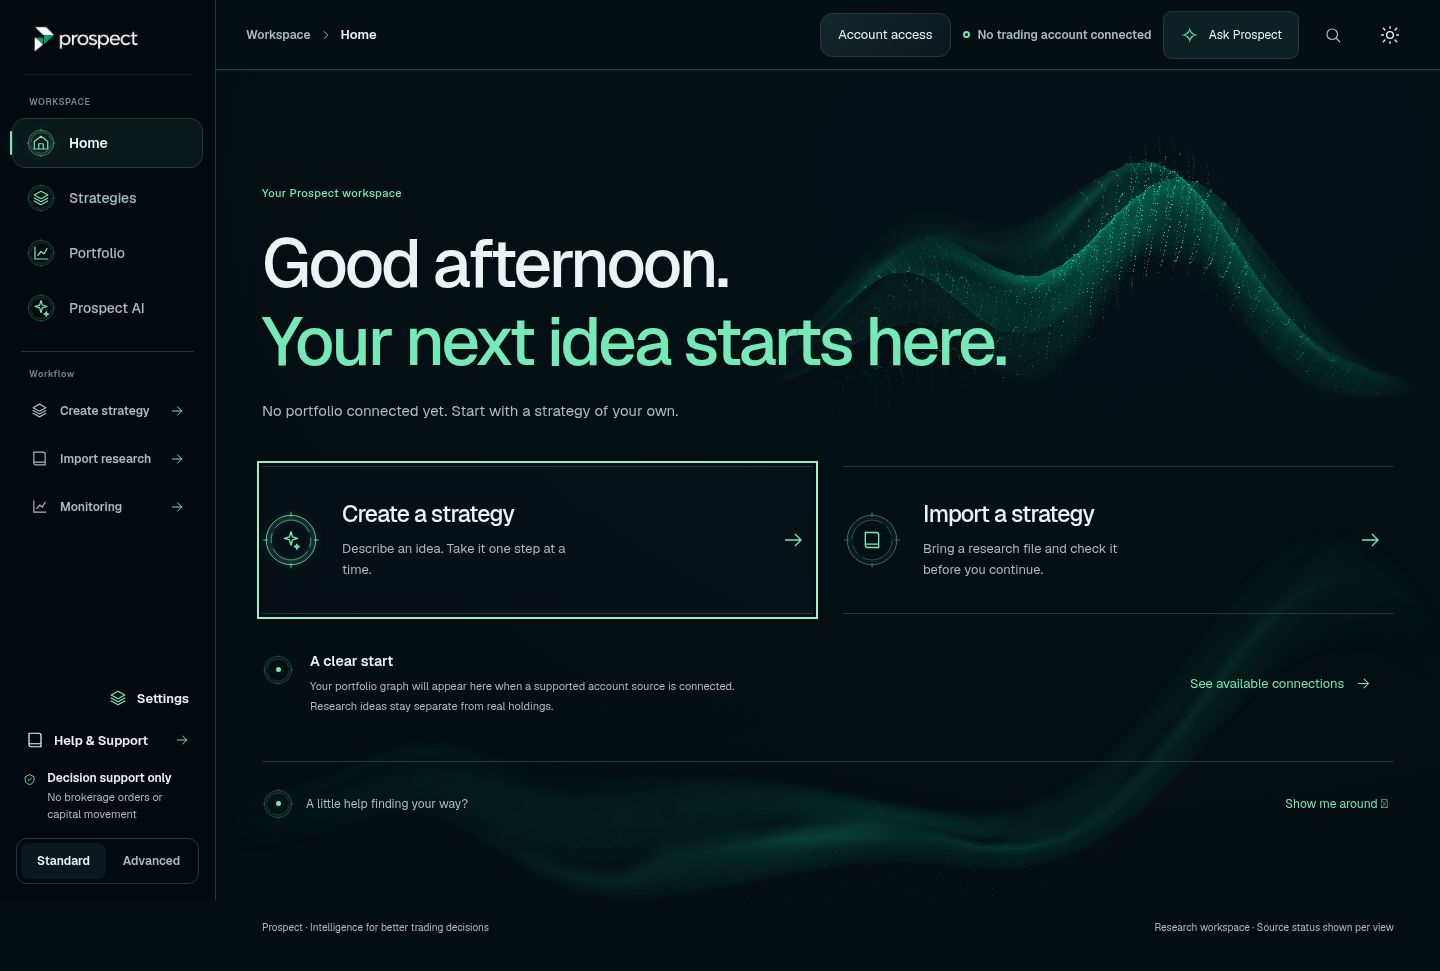 prospect
Workspace
Home
Account access
No trading account connected
Ask Prospect
WORKSPACE
Home
Strategies
Portfolio
Prospect AI
Workflow
Create strategy
Import research
Monitoring
Settings
Help & Support
Decision support only
No brokerage orders or
capital movement
Standard
Advanced
Your Prospect workspace
Good afternoon.
Your next idea starts here.
No portfolio connected yet. Start with a strategy of your own.
Create a strategy
Describe an idea. Take it one step at a
time.
Import a strategy
Bring a research file and check it
before you continue.
A clear start
Your portfolio graph will appear here when a supported account source is connected.
Research ideas stay separate from real holdings.
See available connections
A little help finding your way?
Show me around
Prospect · Intelligence for better trading decisions
Research workspace · Source status shown per view